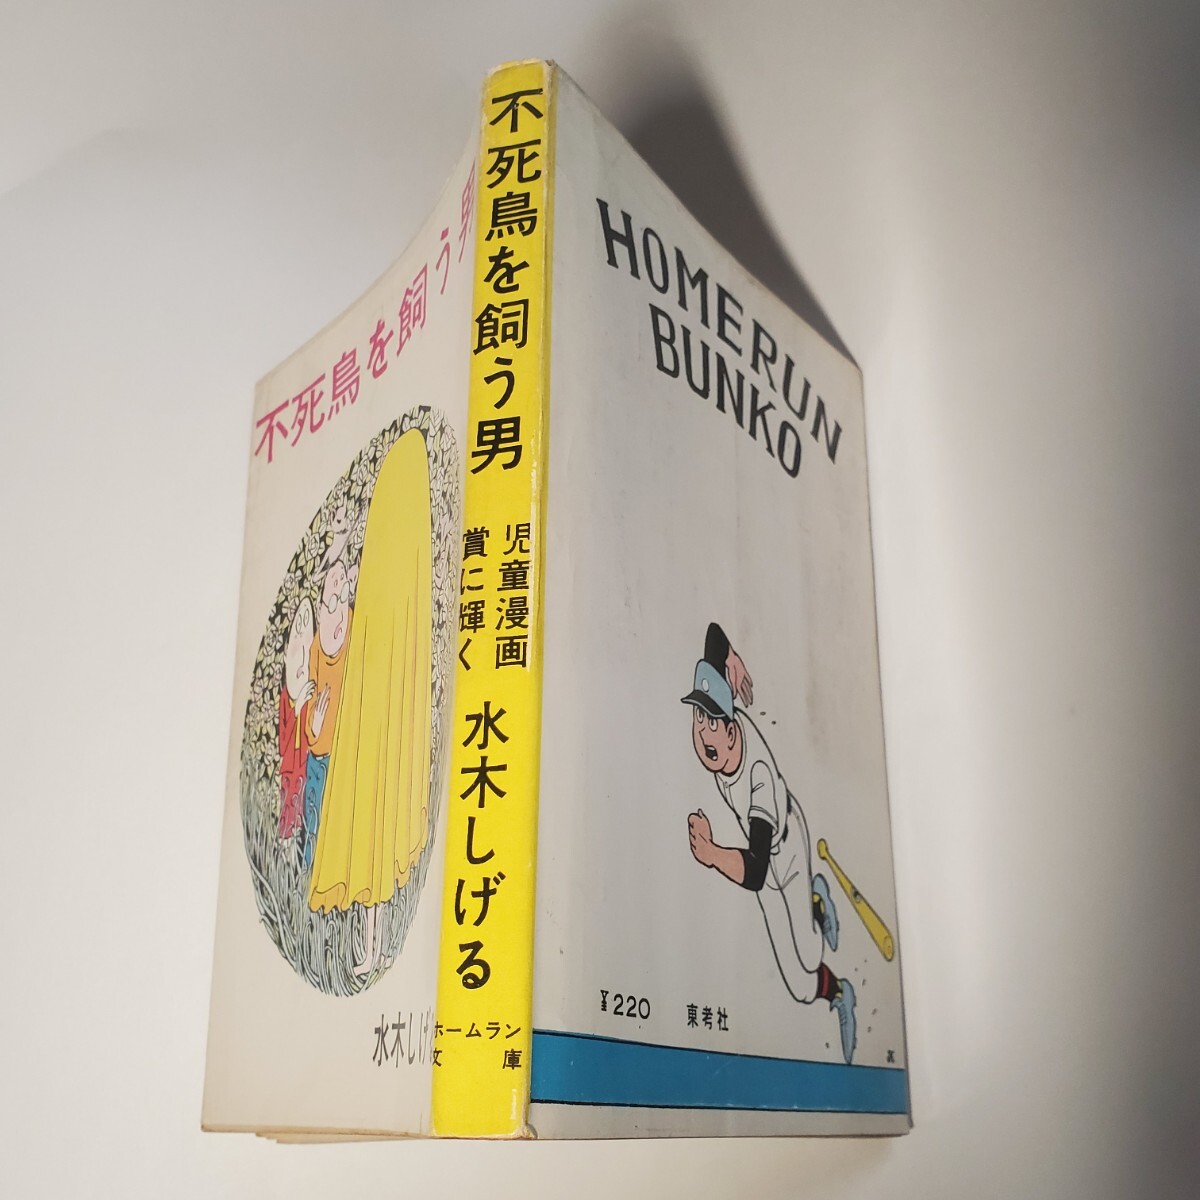 不死鳥を飼う男
水木しげ
不死鳥を飼う男
児童漫画
賞に輝く
水木しげる
ホームラン
文庫
HOMERUN
BUNKO
¥220 東考社